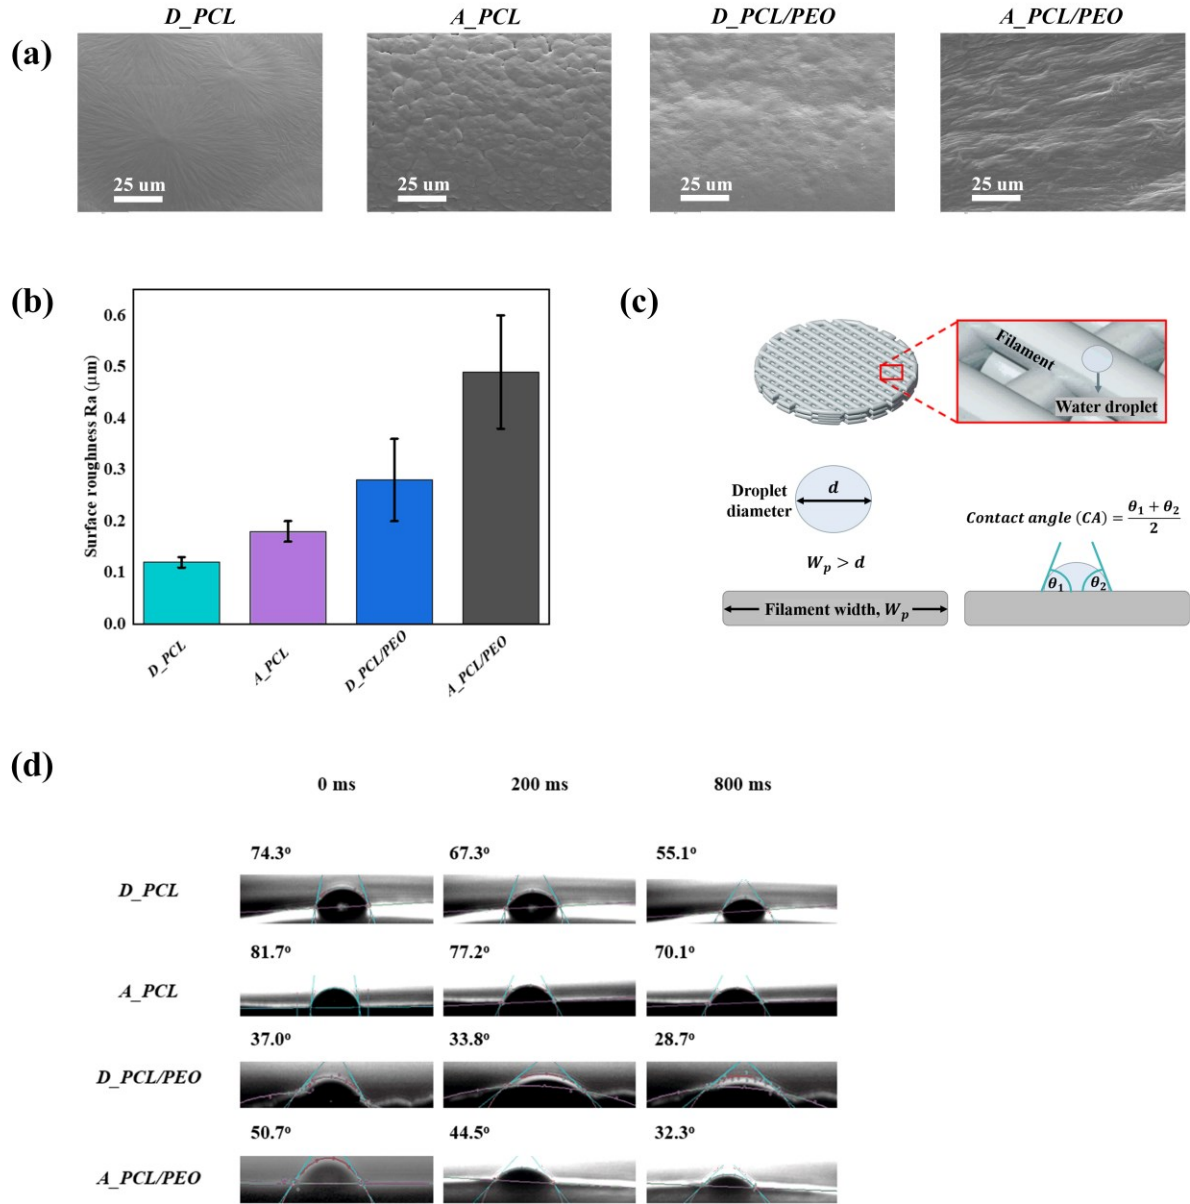 D_PCL A_PCL D_PCL/PEO A_PCL/PEO
(a)
25 um 25 um 25 um 25 um
(b)
Surface roughness Ra (μm)
0.6
0.5
0.4
0.3
0.2
0.1
0.0
D_PCL A_PCL D_PCL/PEO A_PCL/PEO
(c)
Filament
Water droplet
Droplet
diameter
d
Wₚ > d
Filament width, Wₚ
Contact angle (CA) = (θ₁ + θ₂)/2
θ₁ θ₂
(d)
0 ms 200 ms 800 ms
74.3° 67.3° 55.1°
D_PCL
81.7° 77.2° 70.1°
A_PCL
37.0° 33.8° 28.7°
D_PCL/PEO
50.7° 44.5° 32.3°
A_PCL/PEO